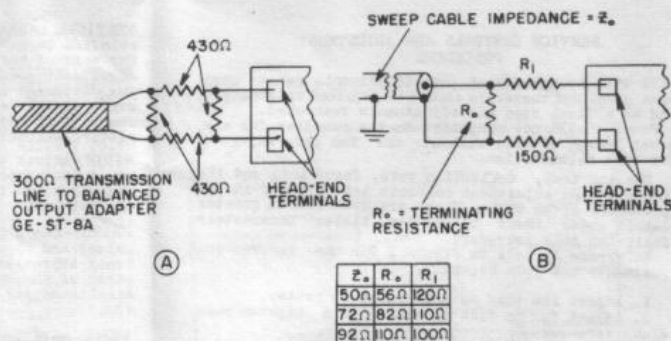 SWEEP CABLE IMPEDANCE = Z₀
430Ω
R₁
R₀
150Ω
430Ω
HEAD-END
TERMINALS
HEAD-END
TERMINALS
300Ω TRANSMISSION
LINE TO BALANCED
OUTPUT ADAPTER
GE-ST-8A
R₀ = TERMINATING
RESISTANCE
A
B
Z₀ R₀ R₁
50Ω 56Ω 120Ω
72Ω 82Ω 110Ω
92Ω 110Ω 100Ω